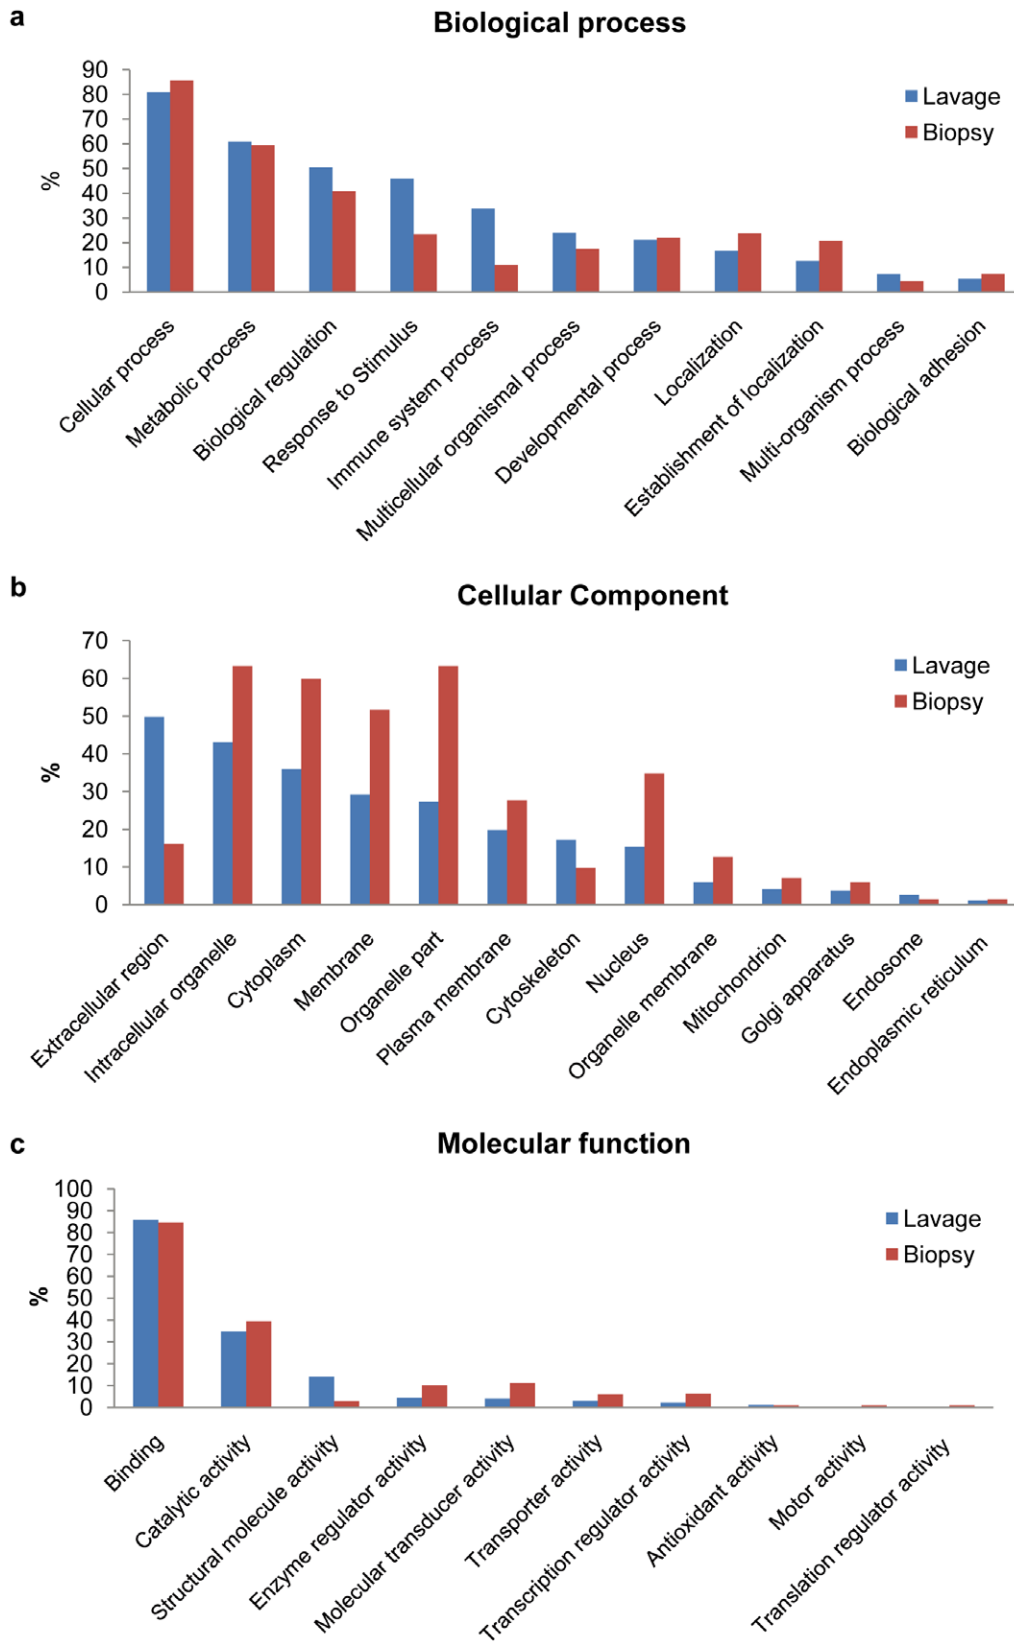 a
Biological process
90
80
70
60
50
40
30
20
10
0
%
Lavage
Biopsy
Cellular process
Metabolic process
Biological regulation
Response to Stimulus
Immune system process
Multicellular organismal process
Developmental process
Localization
Establishment of localization
Multi-organism process
Biological adhesion
b
Cellular Component
70
60
50
40
30
20
10
0
%
Lavage
Biopsy
Extracellular region
Intracellular organelle
Cytoplasm
Membrane
Organelle part
Plasma membrane
Cytoskeleton
Nucleus
Organelle membrane
Mitochondrion
Golgi apparatus
Endosome
Endoplasmic reticulum
c
Molecular function
100
90
80
70
60
50
40
30
20
10
0
%
Lavage
Biopsy
Binding
Catalytic activity
Structural molecule activity
Enzyme regulator activity
Molecular transducer activity
Transporter activity
Transcription regulator activity
Antioxidant activity
Motor activity
Translation regulator activity